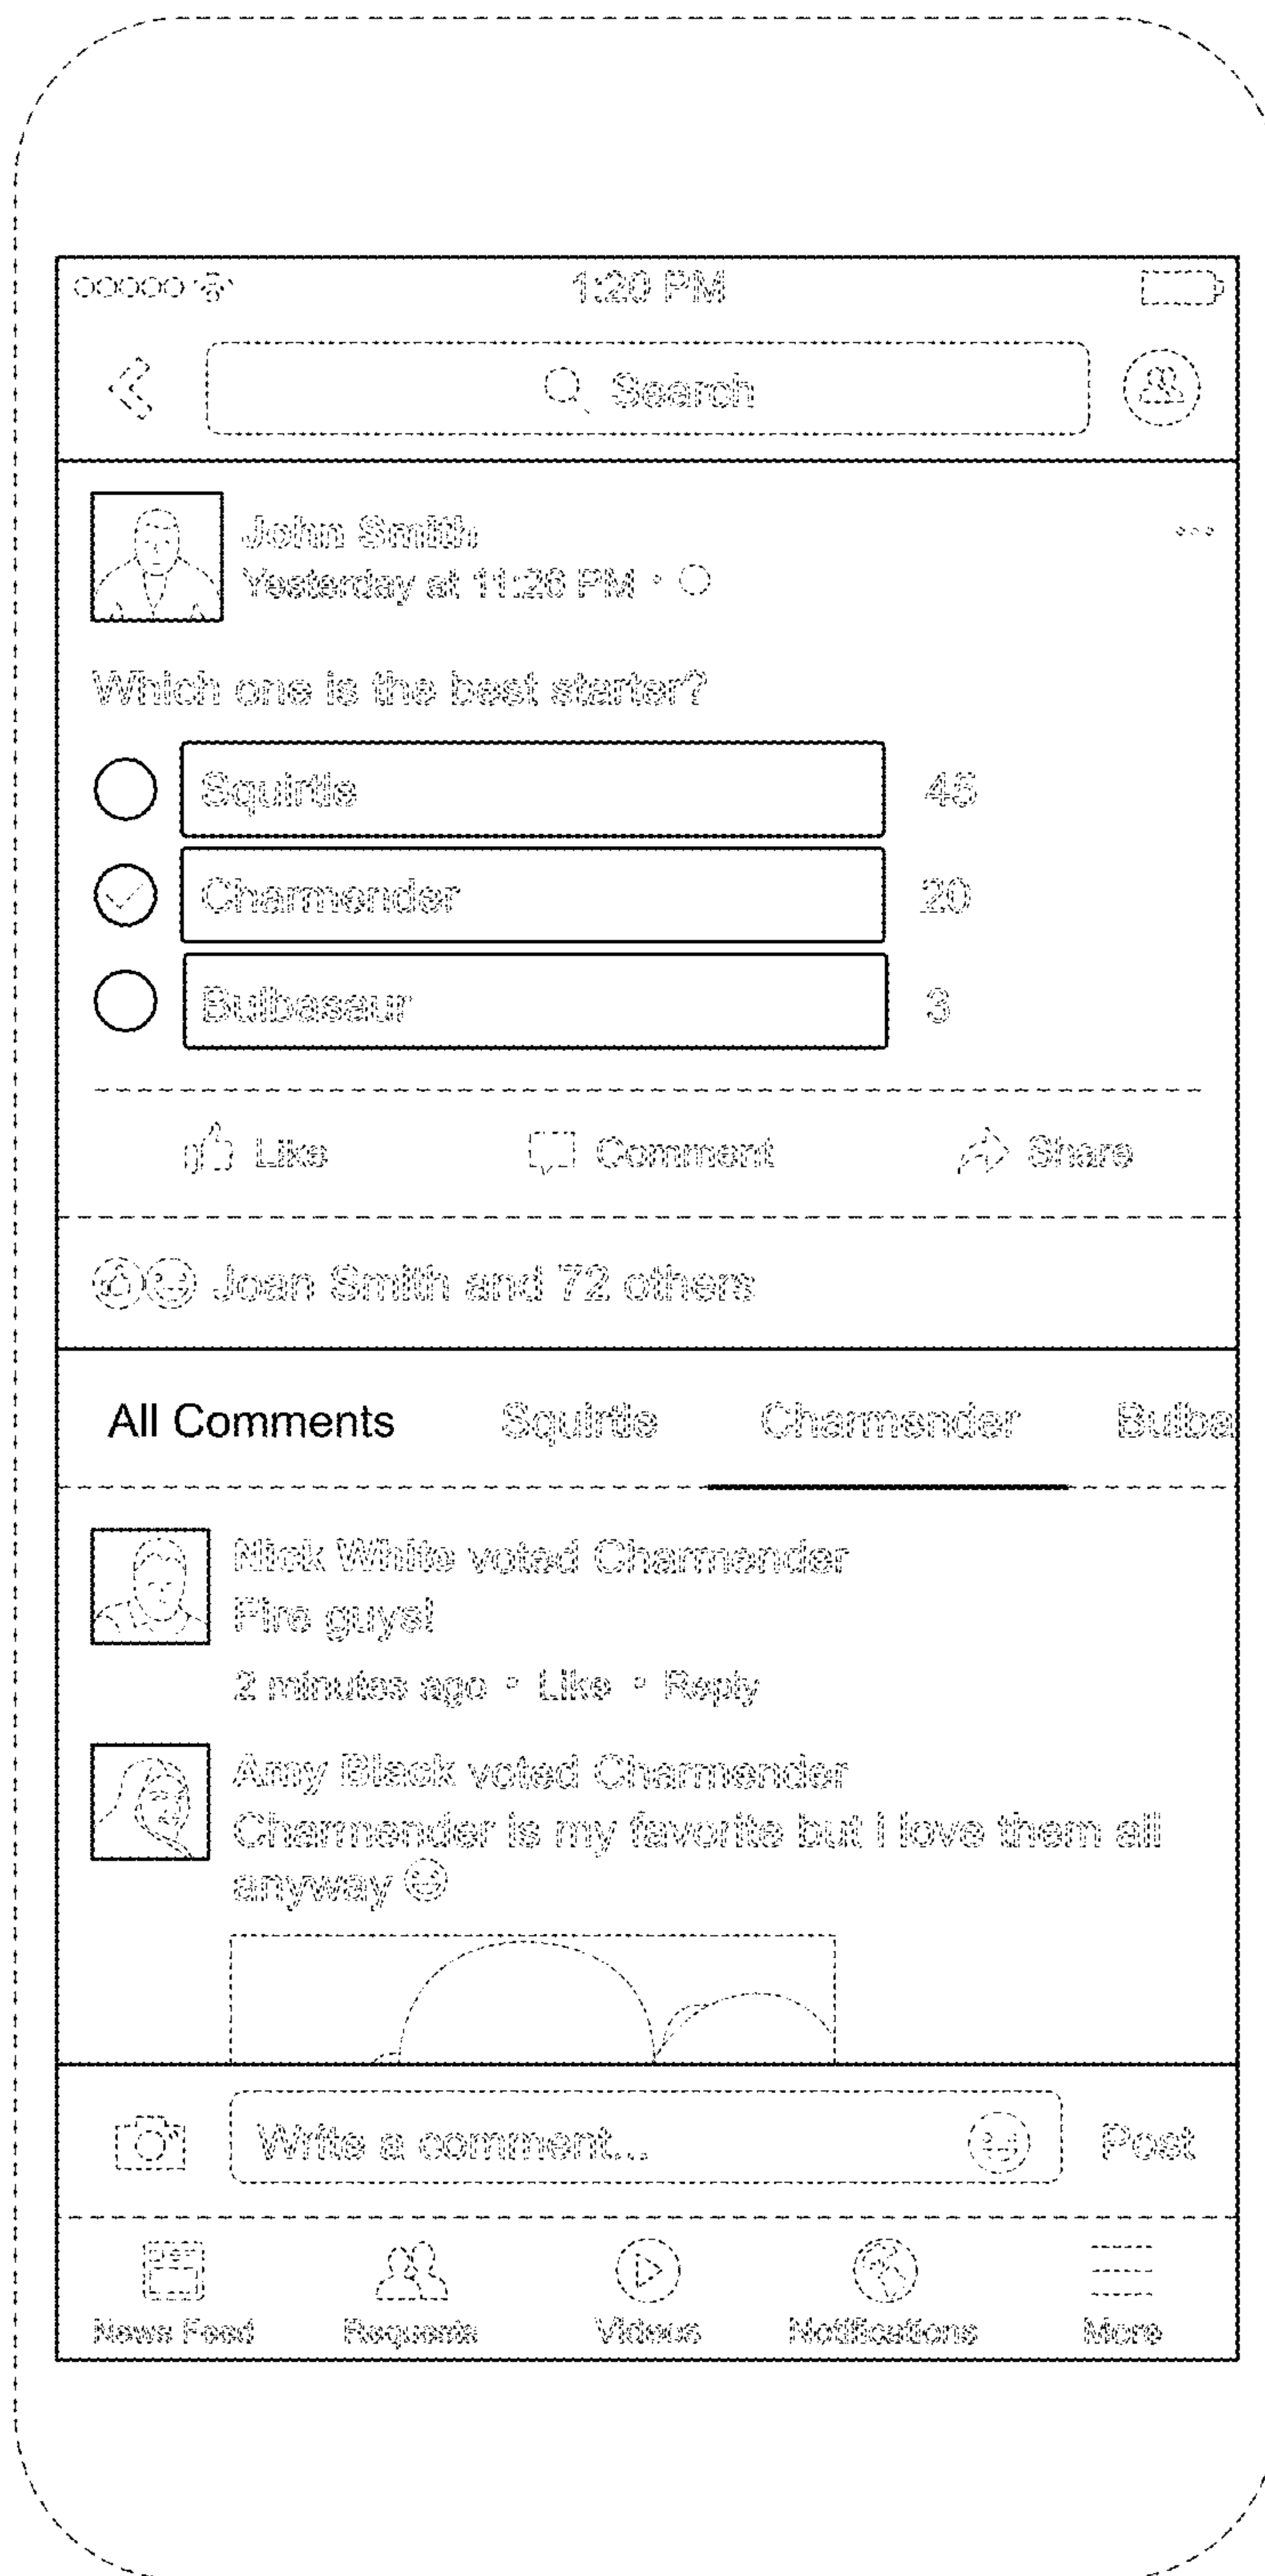 1:20 PM
Search
John Smith
Yesterday at 11:26 PM ·
Which one is the best starter?
Squirtle 45
Charmender 20
Bulbasaur 3
Like Comment Share
Joan Smith and 72 others
All Comments Squirtle Charmender Bulba
Nick White voted Charmender
Fire guys!
2 minutes ago · Like · Reply
Amy Black voted Charmender
Charmender is my favorite but I love them all
anyway
Write a comment... Post
News Feed Requests Videos Notifications More